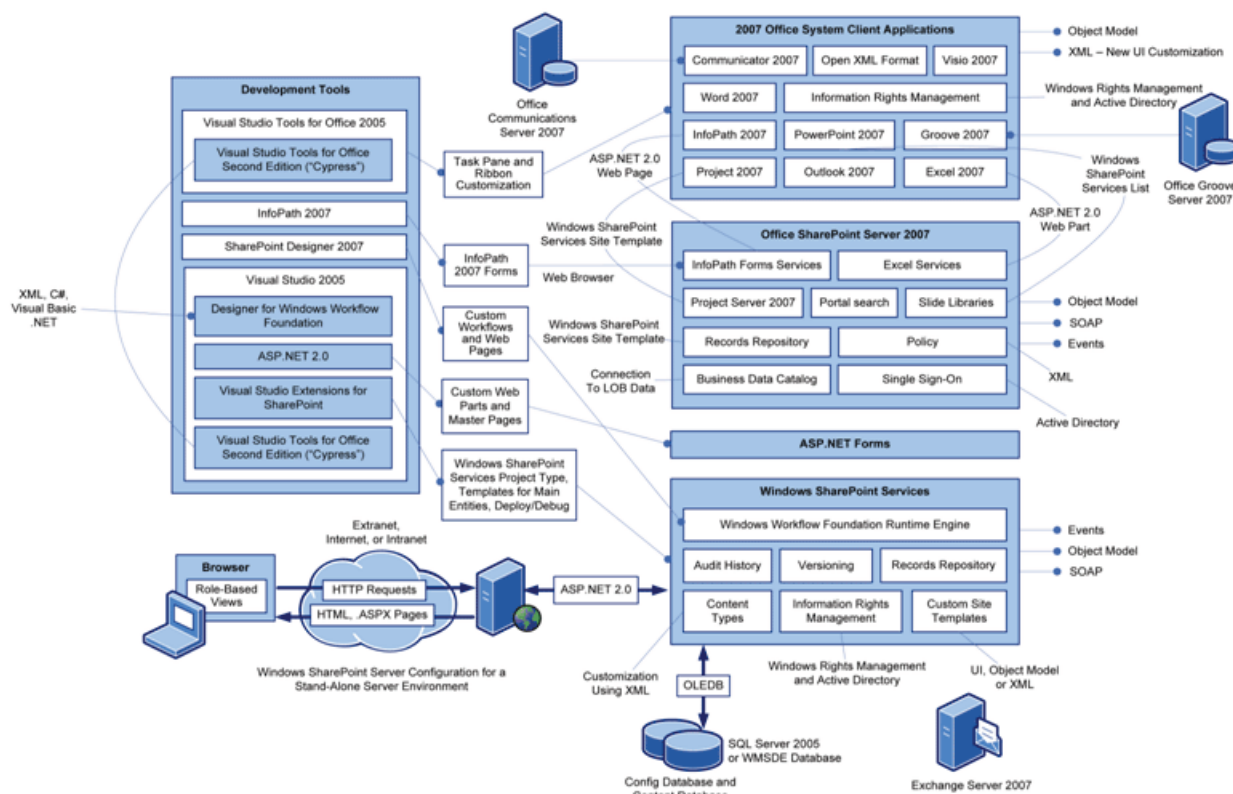 2007 Office System Client Applications
Communicator 2007
Open XML Format
Visio 2007
Word 2007
Information Rights Management
InfoPath 2007
PowerPoint 2007
Groove 2007
Project 2007
Outlook 2007
Excel 2007
Object Model
XML – New UI Customization
Windows Rights Management
and Active Directory
Office
Communications
Server 2007
Office Groove
Server 2007
Development Tools
Visual Studio Tools for Office 2005
Visual Studio Tools for Office
Second Edition ("Cypress")
InfoPath 2007
SharePoint Designer 2007
Visual Studio 2005
Designer for Windows Workflow
Foundation
ASP.NET 2.0
Visual Studio Extensions for
SharePoint
Visual Studio Tools for Office
Second Edition ("Cypress")
XML, C#,
Visual Basic
.NET
Task Pane and
Ribbon
Customization
InfoPath
2007 Forms
Custom
Workflows
and Web
Pages
Custom Web
Parts and
Master Pages
Windows SharePoint
Services Project Type,
Templates for Main
Entities, Deploy/Debug
ASP.NET 2.0
Web Page
Windows
SharePoint
Services List
ASP.NET 2.0
Web Part
Windows SharePoint
Services Site Template
Web Browser
Windows SharePoint
Services Site Template
Connection
To LOB Data
Office SharePoint Server 2007
InfoPath Forms Services
Excel Services
Project Server 2007
Portal search
Slide Libraries
Records Repository
Policy
Business Data Catalog
Single Sign-On
Object Model
SOAP
Events
XML
Active Directory
ASP.NET Forms
Windows SharePoint Services
Windows Workflow Foundation Runtime Engine
Audit History
Versioning
Records Repository
Content
Types
Information Rights
Management
Custom Site
Templates
Events
Object Model
SOAP
Extranet,
Internet, or Intranet
Browser
Role-Based
Views
HTTP Requests
HTML, .ASPX Pages
ASP.NET 2.0
Windows SharePoint Server Configuration for a
Stand-Alone Server Environment
Customization
Using XML
OLEDB
Windows Rights Management
and Active Directory
UI, Object Model
or XML
SQL Server 2005
or WMSDE Database
Config Database and
Exchange Server 2007